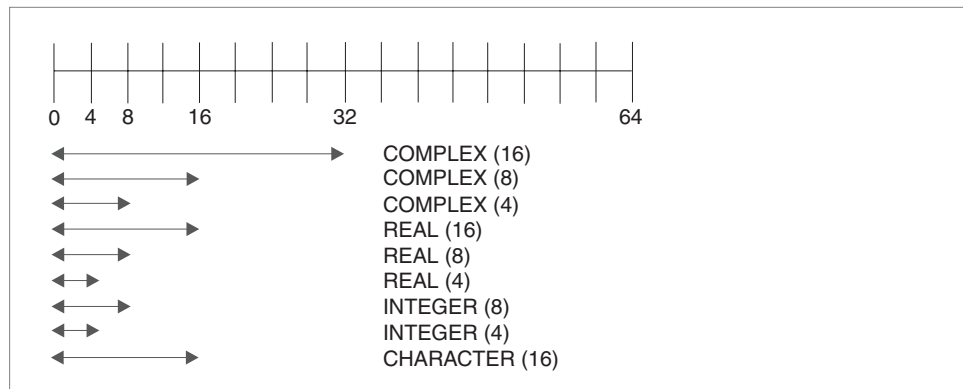 0 4 8 16 32 64
COMPLEX (16)
COMPLEX (8)
COMPLEX (4)
REAL (16)
REAL (8)
REAL (4)
INTEGER (8)
INTEGER (4)
CHARACTER (16)